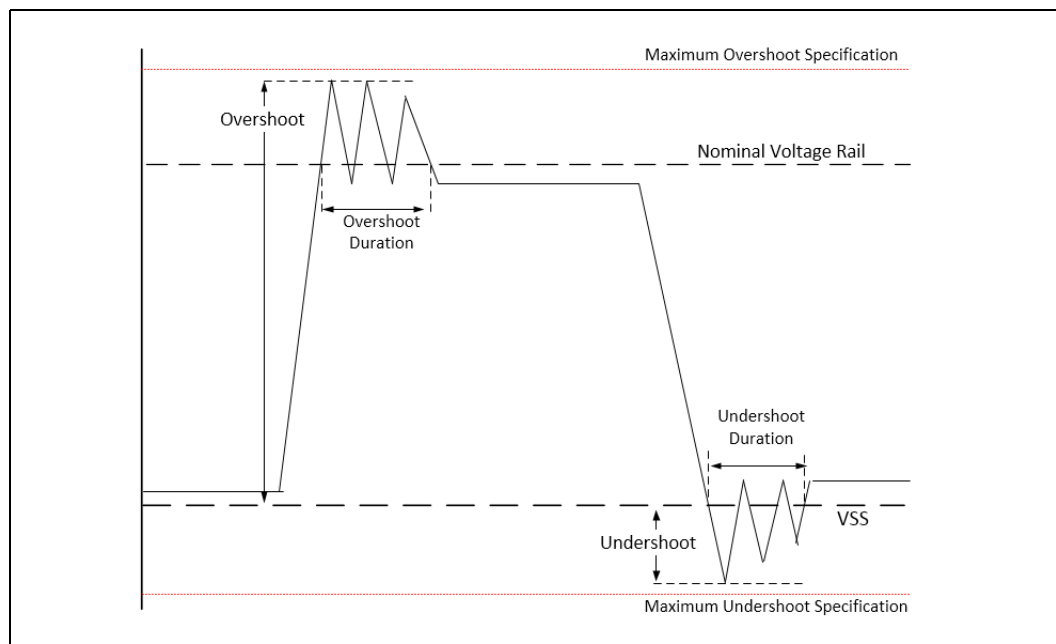 Maximum Overshoot Specification
Overshoot
Nominal Voltage Rail
Overshoot
Duration
Undershoot
Duration
VSS
Undershoot
Maximum Undershoot Specification